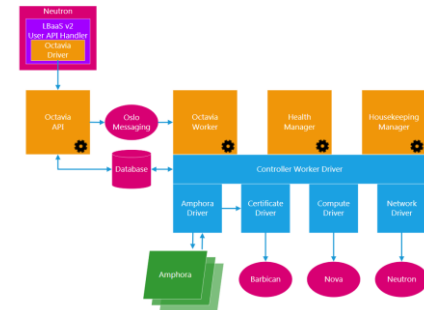 Neutron
LBaaS v2
User API Handler
Octavia
Driver
Octavia
API
Oslo
Messaging
Octavia
Worker
Health
Manager
Housekeeping
Manager
Database
Controller Worker Driver
Amphora
Driver
Certificate
Driver
Compute
Driver
Network
Driver
Amphora
Barbican
Nova
Neutron